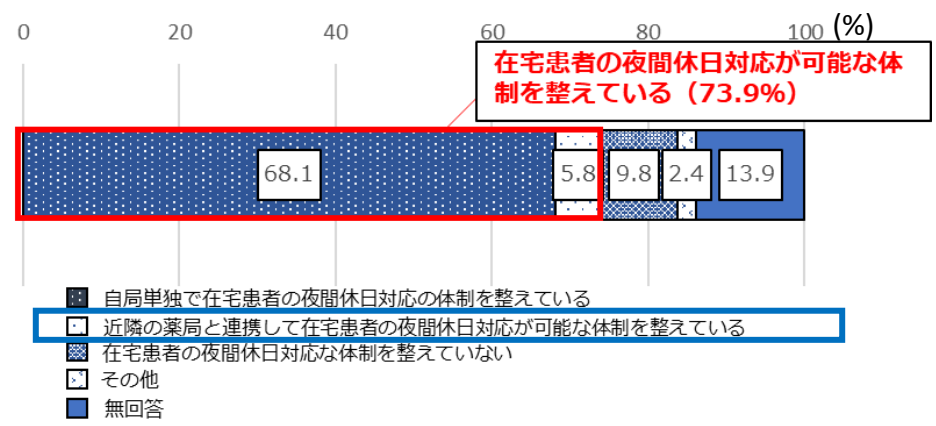 0 20 40 60 80 100 (%)
在宅患者の夜間休日対応が可能な体
制を整えている（73.9%）
68.1 5.8 9.8 2.4 13.9
自局単独で在宅患者の夜間休日対応の体制を整えている
近隣の薬局と連携して在宅患者の夜間休日対応が可能な体制を整えている
在宅患者の夜間休日対応な体制を整えていない
その他
無回答